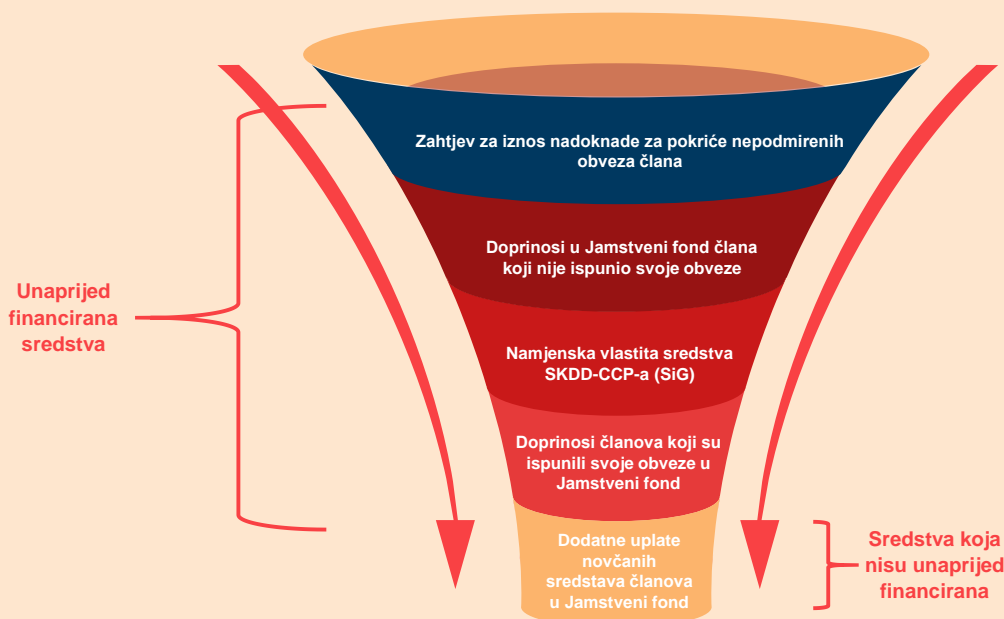 Zahtjev za iznos nadoknade za pokriće nepodmirenih
obveza člana
Doprinosi u Jamstveni fond člana
koji nije ispunio svoje obveze
Unaprijed
financirana
sredstva
Namjenska vlastita sredstva
SKDD-CCP-a (SiG)
Doprinosi članova koji su
ispunili svoje obveze u
Jamstveni fond
Dodatne uplate
novčanih
sredstava članova
u Jamstveni fond
Sredstva koja
nisu unaprijed
financirana